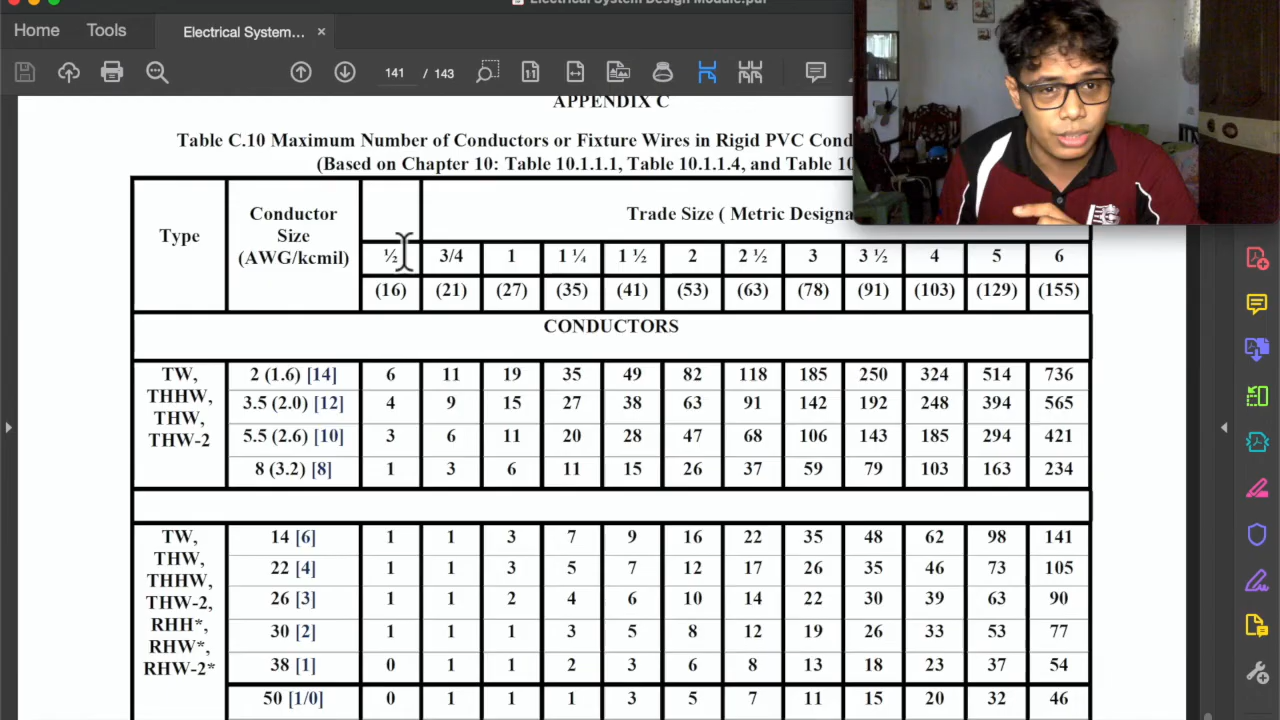 Electrical System Design Module.pdf
Home Tools Electrical System... ×
141 / 143
APPENDIX C
Table C.10 Maximum Number of Conductors or Fixture Wires in Rigid PVC
(Based on Chapter 10: Table 10.1.1.1, Table 10.1.1.4, and Table
Type Conductor Size (AWG/kcmil) Trade Size ( Metric
½ 3/4 1 1 ¼ 1 ½ 2 2 ½ 3 3 ½ 4 5 6
(16) (21) (27) (35) (41) (53) (63) (78) (91) (103) (129) (155)
CONDUCTORS
TW, THHW, THW, THW-2
2 (1.6) [14] 6 11 19 35 49 82 118 185 250 324 514 736
3.5 (2.0) [12] 4 9 15 27 38 63 91 142 192 248 394 565
5.5 (2.6) [10] 3 6 11 20 28 47 68 106 143 185 294 421
8 (3.2) [8] 1 3 6 11 15 26 37 59 79 103 163 234
TW, THW, THHW, THW-2, RHH*, RHW*, RHW-2*
14 [6] 1 1 3 7 9 16 22 35 48 62 98 141
22 [4] 1 1 3 5 7 12 17 26 35 46 73 105
26 [3] 1 1 2 4 6 10 14 22 30 39 63 90
30 [2] 1 1 1 3 5 8 12 19 26 33 53 77
38 [1] 0 1 1 2 3 6 8 13 18 23 37 54
50 [1/0] 0 1 1 1 3 5 7 11 15 20 32 46